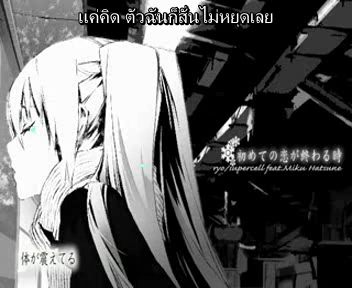 แค่คิด ตัวฉันก็สั่นไม่หยุดเลย
初めての恋が終わる時
ryo/supercell feat.Miku Hatsune
体が震えてる